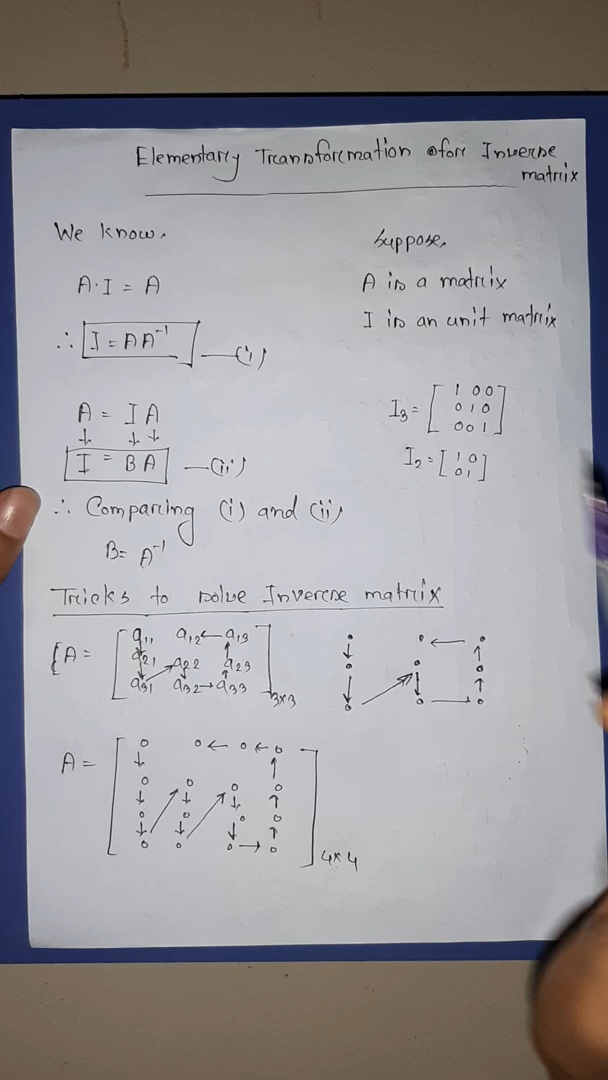 Elementary Transformation for Inverse
matrix
We know,
A·I = A
∴ I = AA⁻¹ —(i)
A = I A
↓ ↓ ↓
I = B A —(ii)
∴ Comparing (i) and (ii),
B = A⁻¹
Suppose,
A is a matrix
I is an unit matrix
I₃ = [ 1 0 0
0 1 0
0 0 1 ]
I₂ = [ 1 0
0 1 ]
Tricks to solve Inverse matrix
[A = [ a₁₁ a₁₂ ← a₁₃
a₂₁ a₂₂ a₂₃
a₃₁ a₃₂ → a₃₃ ] 3×3
A = [ ] 4×4